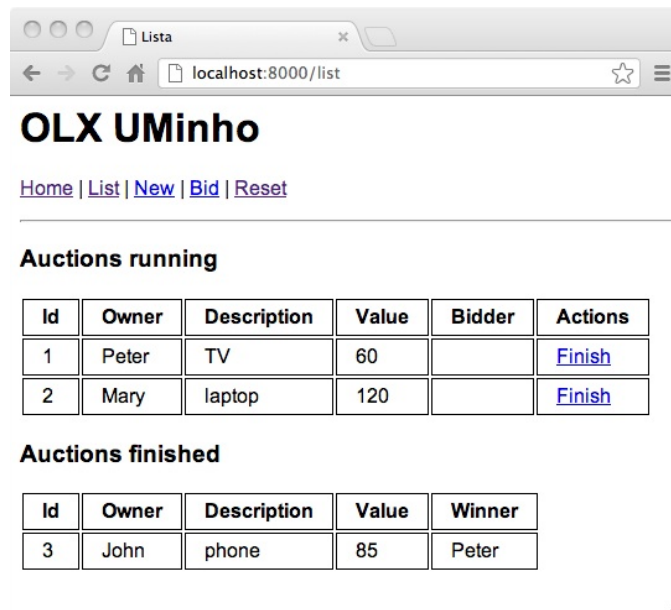 Lista
localhost:8000/list
OLX UMinho
Home | List | New | Bid | Reset
Auctions running
Id Owner Description Value Bidder Actions
1 Peter TV 60 Finish
2 Mary laptop 120 Finish
Auctions finished
Id Owner Description Value Winner
3 John phone 85 Peter